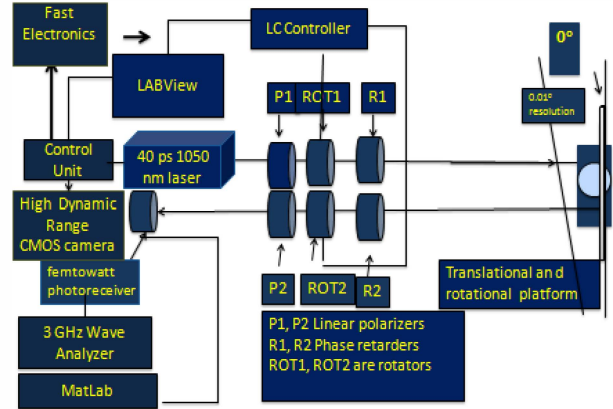 Fast
Electronics
LC Controller
0°
LABView
P1 ROT1
R1
0.01º
resolution
Control
Unit
40 ps 1050
nm laser
High Dynamic
Range
CMOS camera
femtowatt
photoreceiver
P2
ROT2
R2
Translational and
rotational platform
3 GHz Wave
Analyzer
P1, P2 Linear polarizers
R1, R2 Phase retarders
ROT1, ROT2 are rotators
MatLab